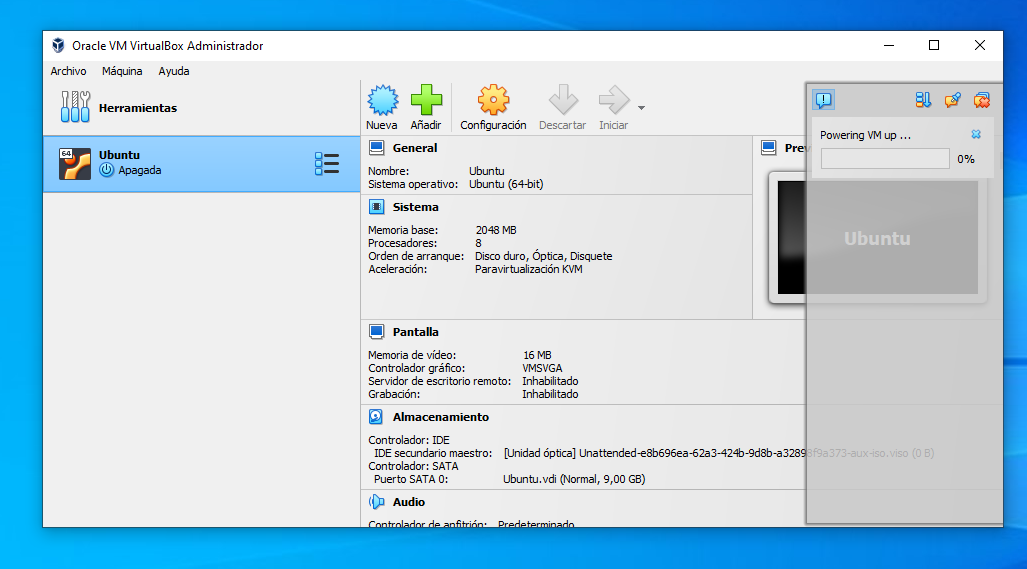 Oracle VM VirtualBox Administrador
Archivo Máquina Ayuda
Herramientas
64
Ubuntu
Apagada
Nueva Añadir Configuración Descartar Iniciar
General
Nombre: Ubuntu
Sistema operativo: Ubuntu (64-bit)
Sistema
Memoria base: 2048 MB
Procesadores: 8
Orden de arranque: Disco duro, Óptica, Disquete
Aceleración: Paravirtualización KVM
Prev
Powering VM up ...
0%
Ubuntu
Pantalla
Memoria de vídeo: 16 MB
Controlador gráfico: VMSVGA
Servidor de escritorio remoto: Inhabilitado
Grabación: Inhabilitado
Almacenamiento
Controlador: IDE
IDE secundario maestro: [Unidad óptica] Unattended-e8b696ea-62a3-424b-9d8b-a32898f9a373-aux-iso.viso (0 B)
Controlador: SATA
Puerto SATA 0: Ubuntu.vdi (Normal, 9,00 GB)
Audio
Controlador de anfitrión: Predeterminado